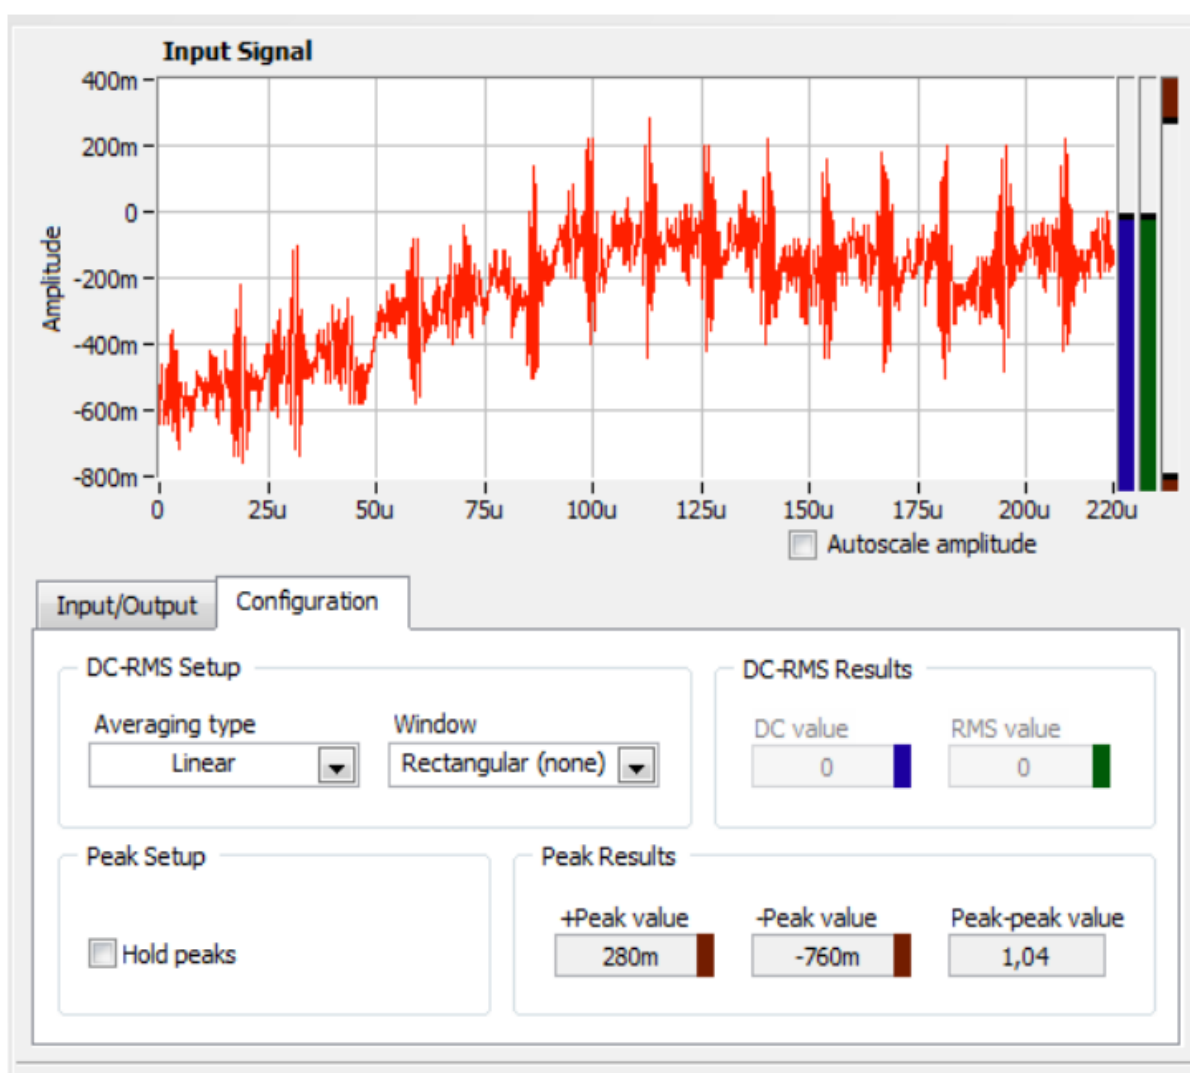 Input Signal
400m
200m
0
-200m
-400m
-600m
-800m
Amplitude
0 25u 50u 75u 100u 125u 150u 175u 200u 220u
Autoscale amplitude
Input/Output Configuration
DC-RMS Setup
Averaging type Window
Linear Rectangular (none)
DC-RMS Results
DC value RMS value
0 0
Peak Setup
Hold peaks
Peak Results
+Peak value -Peak value Peak-peak value
280m -760m 1,04